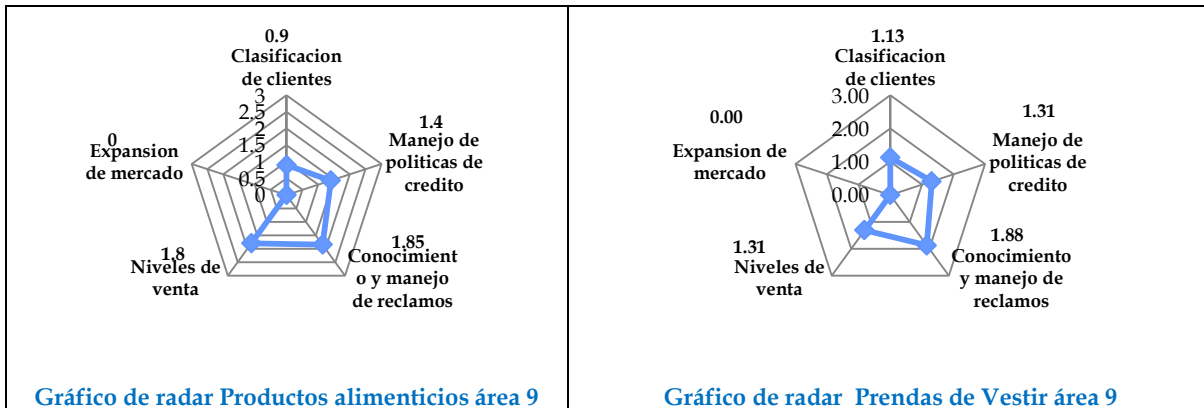 0.9
Clasificacion
de clientes
3
2.5
2
1.5
1
0.5
0
1.4
Manejo de
politicas de
credito
1.85
Conocimient
o y manejo
de reclamos
1.8
Niveles de
venta
0
Expansion
de mercado
Gráfico de radar Productos alimenticios área 9
1.13
Clasificacion
de clientes
3.00
2.00
1.00
0.00
1.31
Manejo de
politicas de
credito
1.88
Conocimiento
y manejo de
reclamos
1.31
Niveles de
venta
0.00
Expansion de
mercado
Gráfico de radar Prendas de Vestir área 9